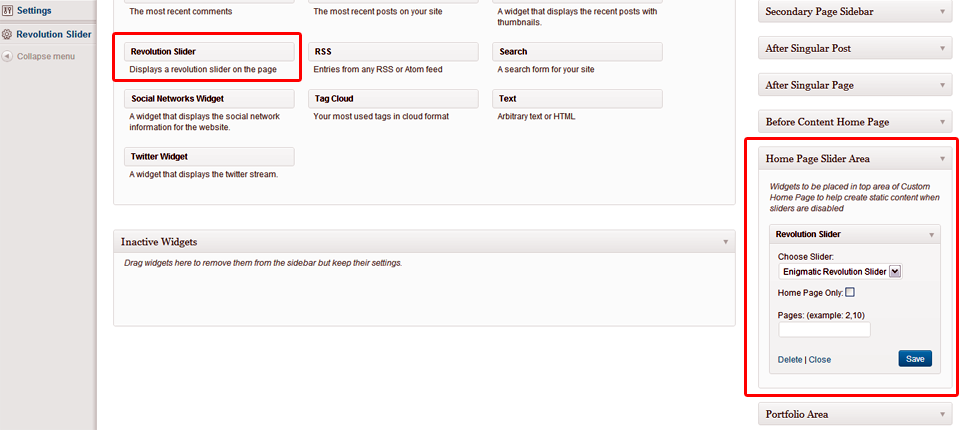 Settings
Revolution Slider
Collapse menu
The most recent comments
The most recent posts on your site
A widget that displays the recent posts with
thumbnails.
Revolution Slider
Displays a revolution slider on the page
RSS
Entries from any RSS or Atom feed
Search
A search form for your site
Social Networks Widget
A widget that displays the social network
information for the website.
Tag Cloud
Your most used tags in cloud format
Text
Arbitrary text or HTML
Twitter Widget
A widget that displays the twitter stream.
Inactive Widgets
Drag widgets here to remove them from the sidebar but keep their settings.
Secondary Page Sidebar
After Singular Post
After Singular Page
Before Content Home Page
Home Page Slider Area
Widgets to be placed in top area of Custom
Home Page to help create static content when
sliders are disabled
Revolution Slider
Choose Slider:
Enigmatic Revolution Slider
Home Page Only:
Pages: (example: 2,10)
Delete | Close
Save
Portfolio Area